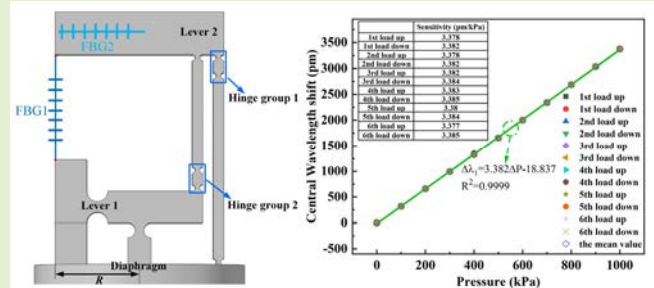 FBG2
Lever 2
Hinge group 1
FBG1
Hinge group 2
Lever 1
Diaphragm
R
Sensitivity (pm/kpa)
1st load up 3.378
1st load down 3.382
2nd load up 3.378
2nd load down 3.382
3rd load up 3.382
3rd load down 3.384
4th load up 3.383
4th load down 3.385
5th load up 3.38
5th load down 3.384
6th load up 3.377
6th load down 3.385
Central Wavelength shift (pm)
3500
3000
2500
2000
1500
1000
500
0
-500
Δλ₁=3.382ΔP-18.837
R²=0.9999
1st load up
1st load down
2nd load up
2nd load down
3rd load up
3rd load down
4th load up
4th load down
5th load up
5th load down
6th load up
6th load down
the mean value
0 200 400 600 800 1000
Pressure (kPa)